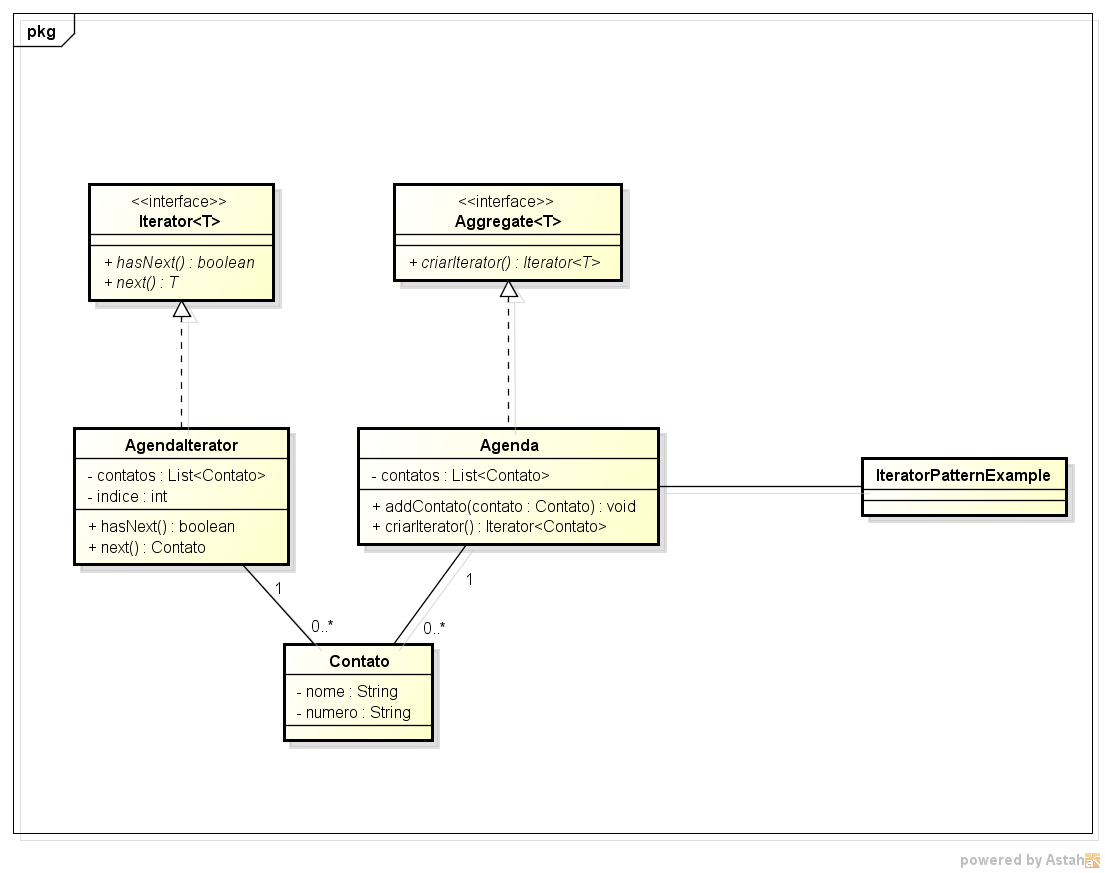 pkg
<<interface>>
Iterator<T>
+ hasNext() : boolean
+ next() : T
<<interface>>
Aggregate<T>
+ criarIterator() : Iterator<T>
AgendaIterator
- contatos : List<Contato>
- indice : int
+ hasNext() : boolean
+ next() : Contato
Agenda
- contatos : List<Contato>
+ addContato(contato : Contato) : void
+ criarIterator() : Iterator<Contato>
IteratorPatternExample
1
0..*
1
0..*
Contato
- nome : String
- numero : String
powered by Astah